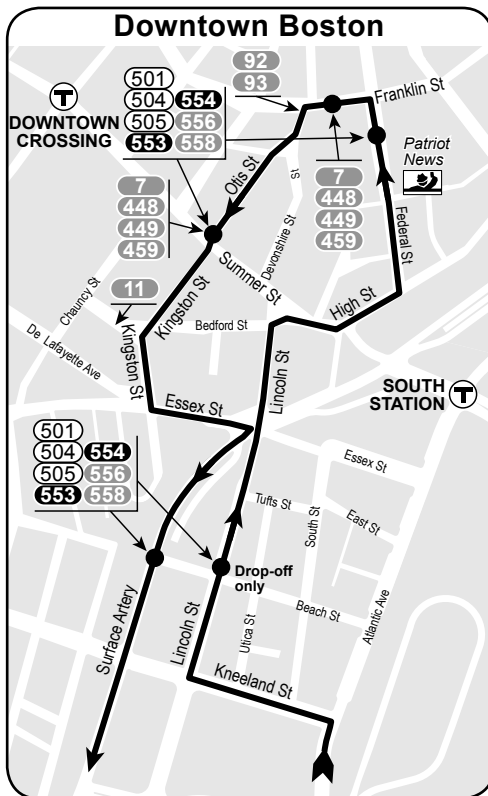 Downtown Boston
501
504 554
505 556
553 558
92
93
Franklin St
DOWNTOWN
CROSSING
T
Patriot
News
Otis St
St
7
448
449
459
7
448
449
459
Devonshire St
Federal St
Summer St
11
Chauncy St
Kingston St
High St
Bedford St
De Lafayette Ave
Kingston St
Lincoln St
Essex St
SOUTH
STATION
T
501
504 554
505 556
553 558
Essex St
Tufts St
South St
East St
Drop-off
only
Beach St
Atlantic Ave
Surface Artery
Lincoln St
Utica St
Kneeland St